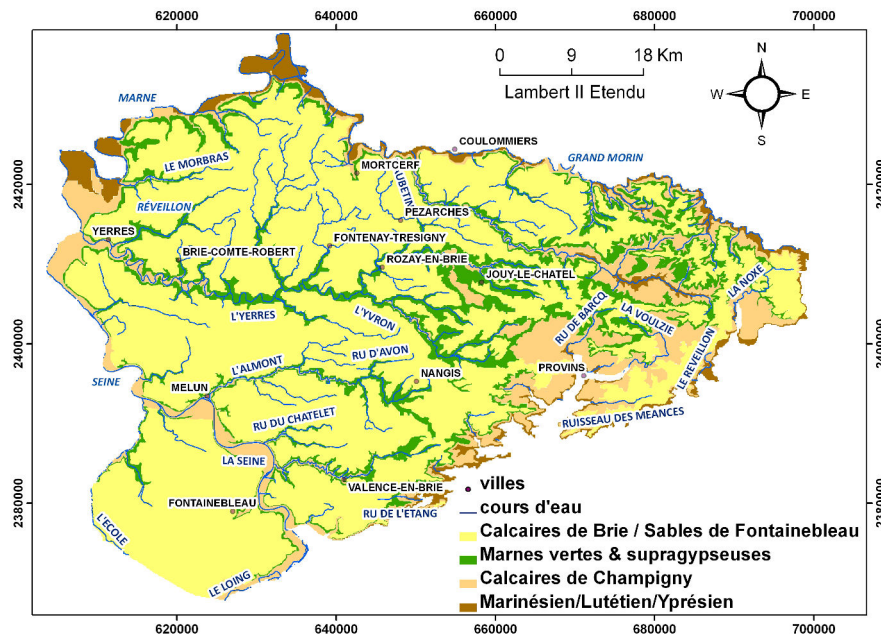 620000 640000 660000 680000 700000
0 9 18 Km
Lambert II Etendu
N
W E
S
MARNE
COULOMMIERS
GRAND MORIN
LE MORBRAS
MORTCERF
UBETIN
2420000
RÉVEILLON
PEZARCHES
YERRES
BRIE-COMTE-ROBERT
FONTENAY-TRESIGNY
ROZAY-EN-BRIE
JOUY-LE-CHATEL
LA NOXE
L'YERRES
L'YVRON
RU DE BARCQ
LA VOULZIE
2400000
2400000
RU D'AVON
L'ALMONT
SEINE
MELUN
NANGIS
PROVINS
LE REVEILLON
RU DU CHATELET
RUISSEAU DES MEANCES
LA SEINE
VALENCE-EN-BRIE
FONTAINEBLEAU
RU DE L'ETANG
2380000
2380000
L'ECOLE
LE LOING
villes
cours d'eau
Calcaires de Brie / Sables de Fontainebleau
Marnes vertes & supragypseuses
Calcaires de Champigny
Marinésien/Lutétien/Yprésien
620000 640000 660000 680000 700000